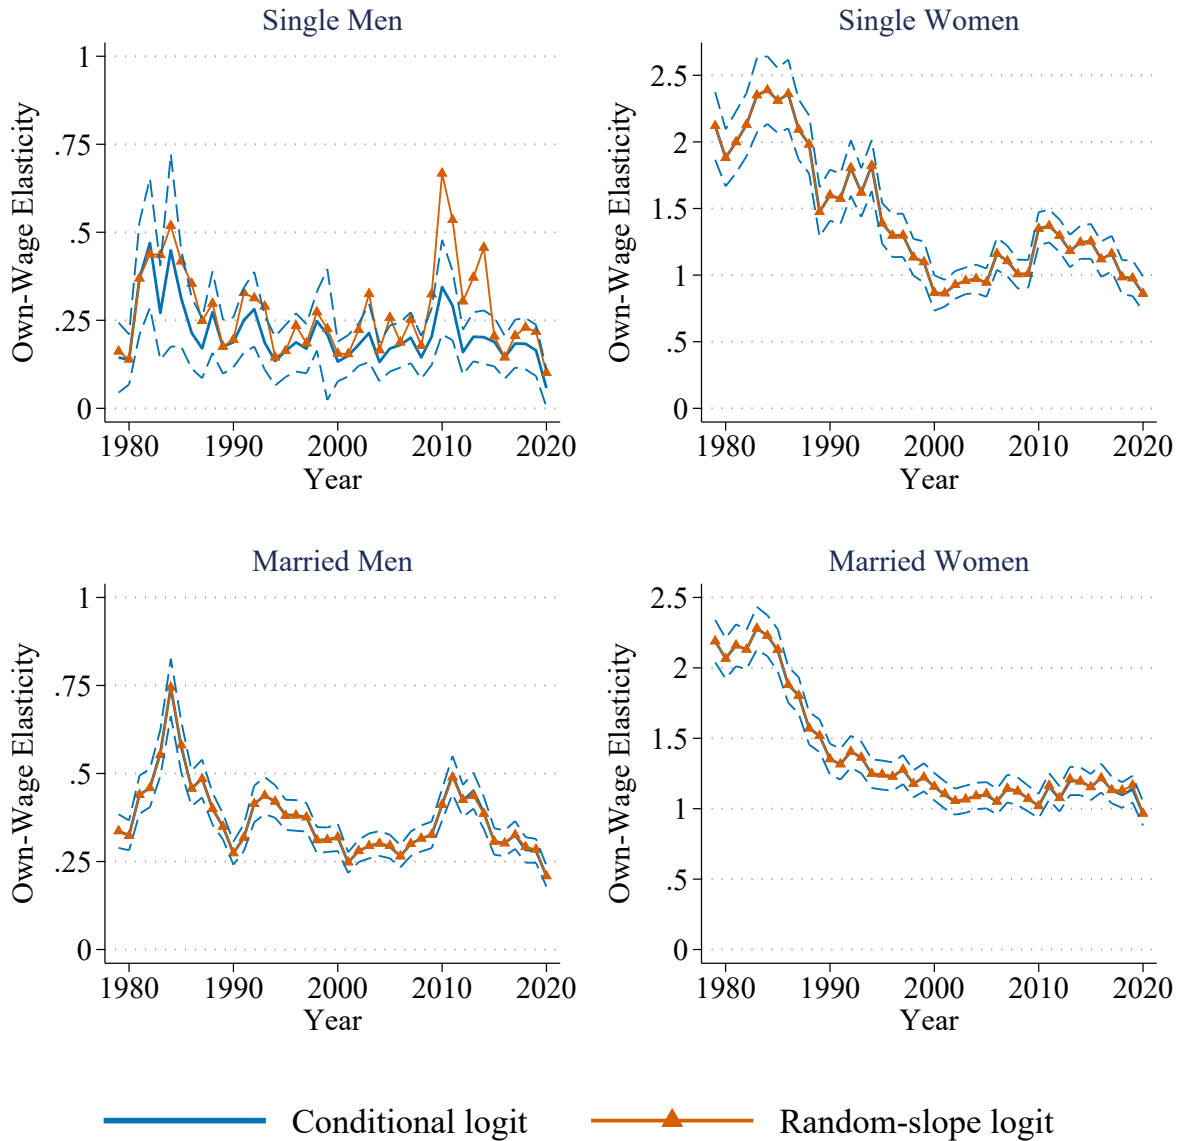 Single Men
Own-Wage Elasticity
1
.75
.5
.25
0
1980 1990 2000 2010 2020
Year
Single Women
Own-Wage Elasticity
2.5
2
1.5
1
.5
0
1980 1990 2000 2010 2020
Year
Married Men
Own-Wage Elasticity
1
.75
.5
.25
0
1980 1990 2000 2010 2020
Year
Married Women
Own-Wage Elasticity
2.5
2
1.5
1
.5
0
1980 1990 2000 2010 2020
Year
Conditional logit Random-slope logit